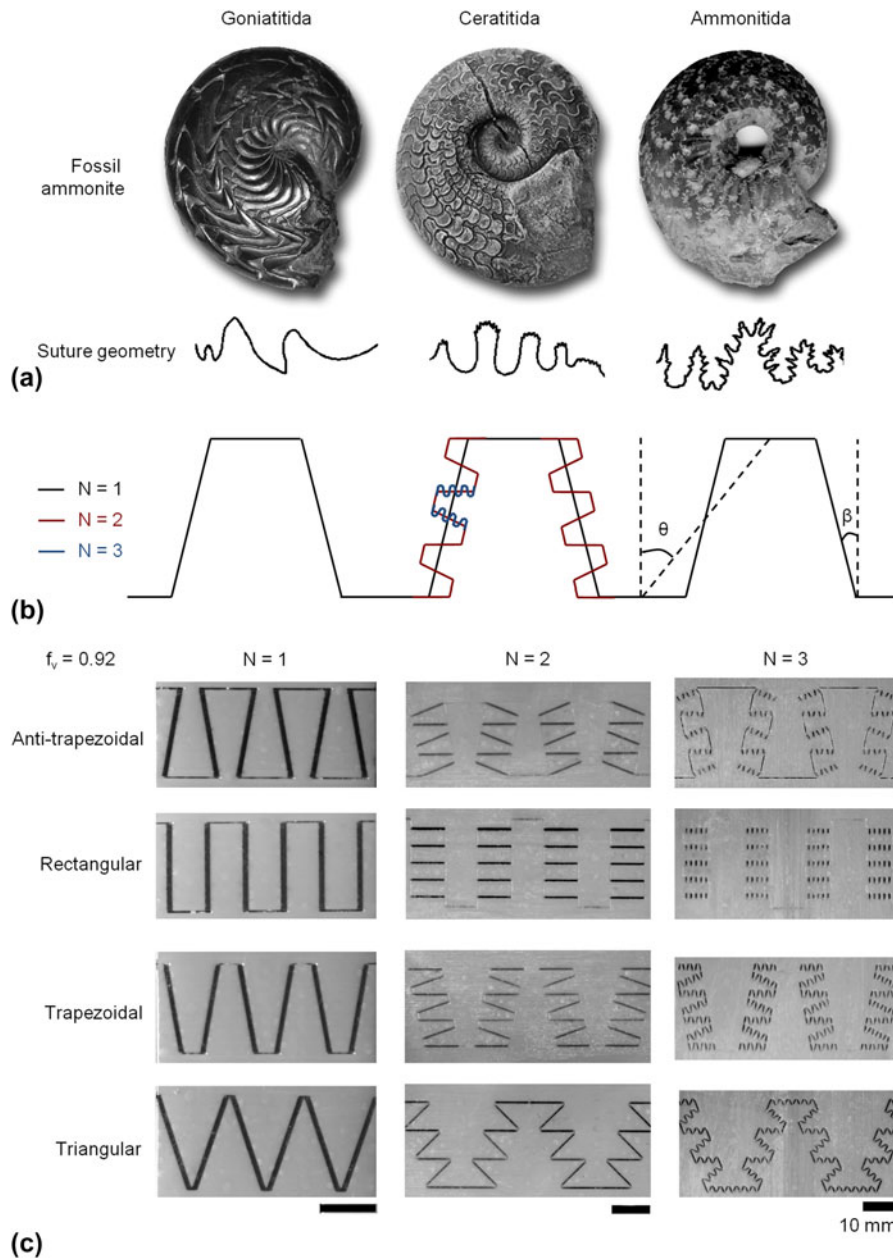 Goniatitida Ceratitida Ammonitida
Fossil
ammonite
Suture geometry
(a)
N = 1
N = 2
N = 3
θ
β
(b)
fᵥ = 0.92 N = 1 N = 2 N = 3
Anti-trapezoidal
Rectangular
Trapezoidal
Triangular
10 mm
(c)